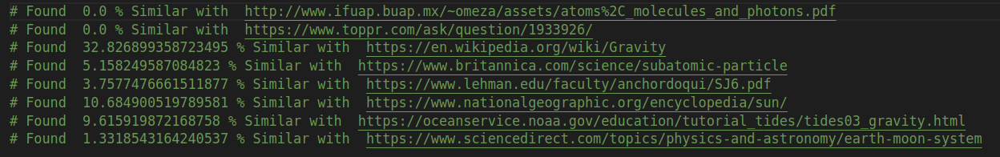 # Found  0.0 % Similar with  http://www.ifuap.buap.mx/~omeza/assets/atoms%2C_molecules_and_photons.pdf
# Found  0.0 % Similar with  https://www.toppr.com/ask/question/1933926/
# Found  32.826899358723495 % Similar with  https://en.wikipedia.org/wiki/Gravity
# Found  5.158249587084823 % Similar with  https://www.britannica.com/science/subatomic-particle
# Found  3.7577476661511877 % Similar with  https://www.lehman.edu/faculty/anchordoqui/SJ6.pdf
# Found  10.684900519789581 % Similar with  https://www.nationalgeographic.org/encyclopedia/sun/
# Found  9.615919872168758 % Similar with  https://oceanservice.noaa.gov/education/tutorial_tides/tides03_gravity.html
# Found  1.3318543164240537 % Similar with  https://www.sciencedirect.com/topics/physics-and-astronomy/earth-moon-system